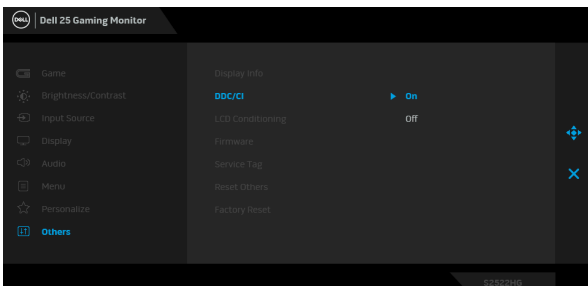 DELL Dell 25 Gaming Monitor
Game
Brightness/Contrast
Input Source
Display
Audio
Menu
Personalize
Others
Display Info
DDC/CI On
LCD Conditioning Off
Firmware
Service Tag
Reset Others
Factory Reset
S2522HG